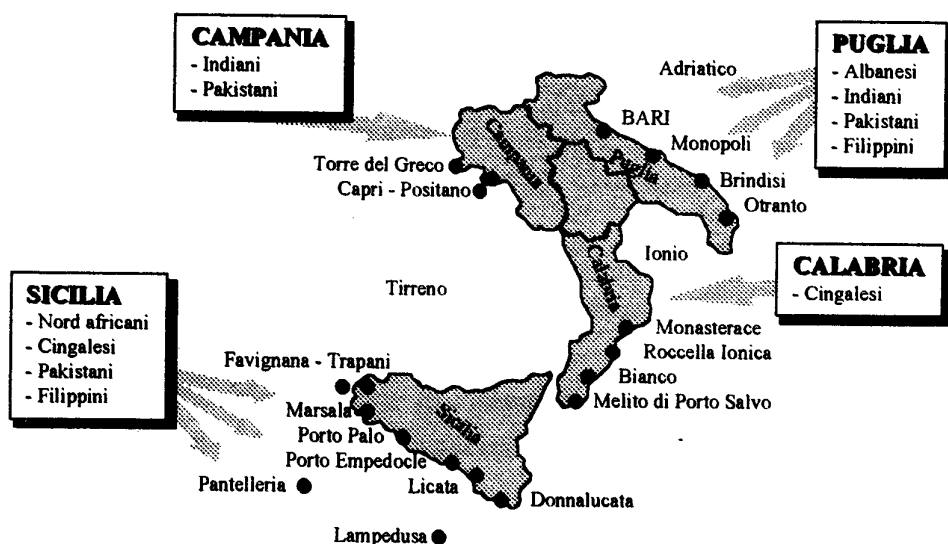 CAMPANIA
- Indiani
- Pakistani
PUGLIA
- Albanesi
- Indiani
- Pakistani
- Filippini
Adriatico
BARI
Monopoli
Campania
Puglia
Torre del Greco
Capri - Positano
Brindisi
Otranto
Ionio
CALABRIA
- Cingalesi
Calabria
Tirreno
SICILIA
- Nord africani
- Cingalesi
- Pakistani
- Filippini
Monasterace
Roccella Ionica
Bianco
Melito di Porto Salvo
Favignana - Trapani
Sicilia
Marsala
Porto Palo
Porto Empedocle
Licata
Pantelleria
Donnalucata
Lampedusa